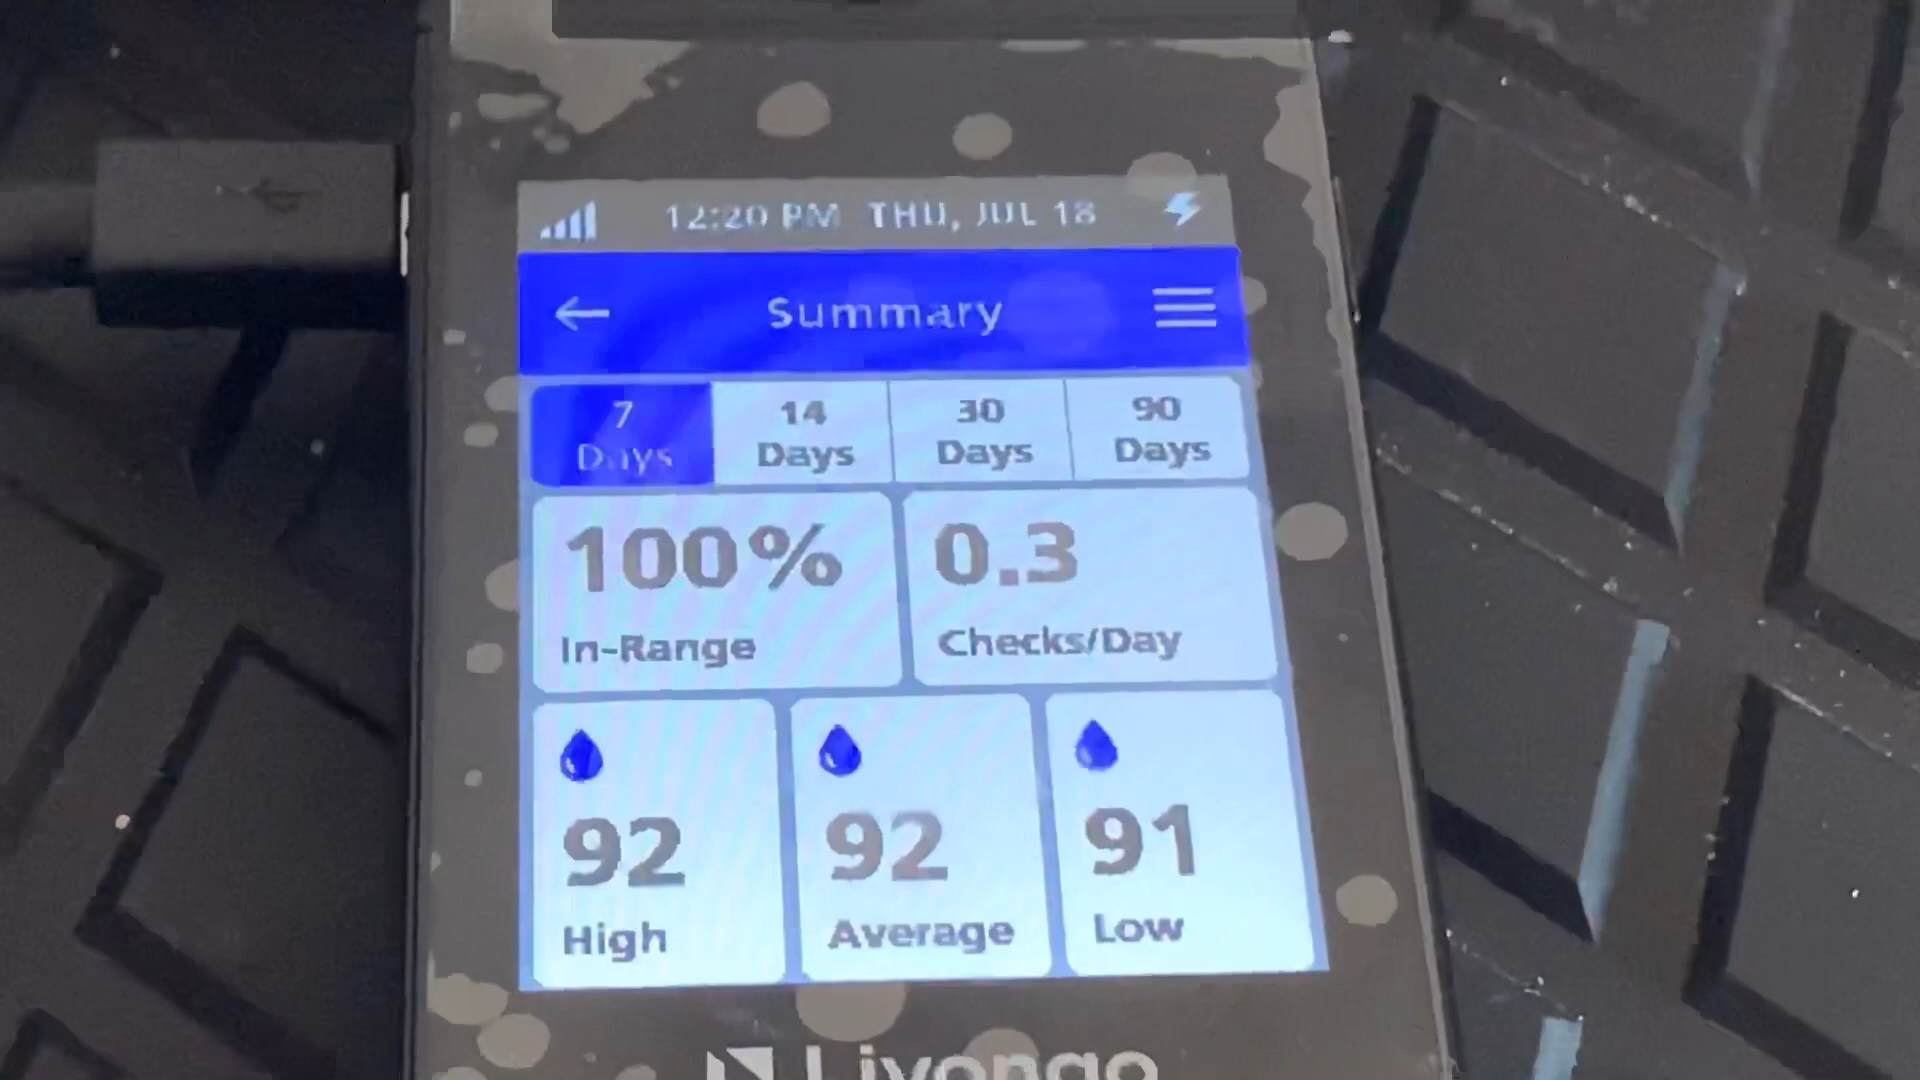 12:20 PM THU, JUL 18
Summary
7 Days
14 Days
30 Days
90 Days
100%
In-Range
0.3
Checks/Day
92
High
92
Average
91
Low
Livongo